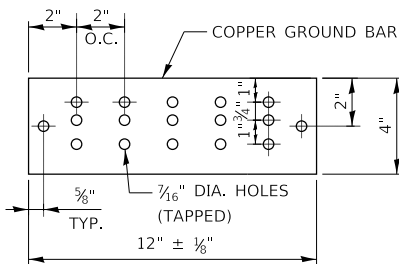 2" 2"
O.C.
COPPER GROUND BAR
1"
3/4"
1"
2"
4"
5/8"
TYP.
7/16" DIA. HOLES
(TAPPED)
12" ± 1/8"